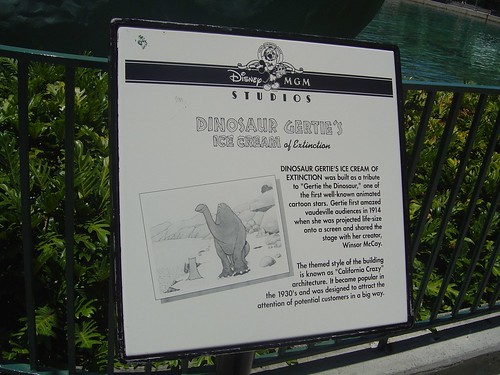 Disney MGM
STUDIOS
DINOSAUR GERTIE'S
ICE CREAM of Extinction
DINOSAUR GERTIE'S ICE CREAM OF
EXTINCTION was built as a tribute
to "Gertie the Dinosaur," one of
the first well-known animated
cartoon stars. Gertie first amazed
vaudeville audiences in 1914
when she was projected life-size
onto a screen and shared the
stage with her creator,
Winsor McCay.
The themed style of the building
is known as "California Crazy"
architecture. It became popular in
the 1930's and was designed to attract the
attention of potential customers in a big way.